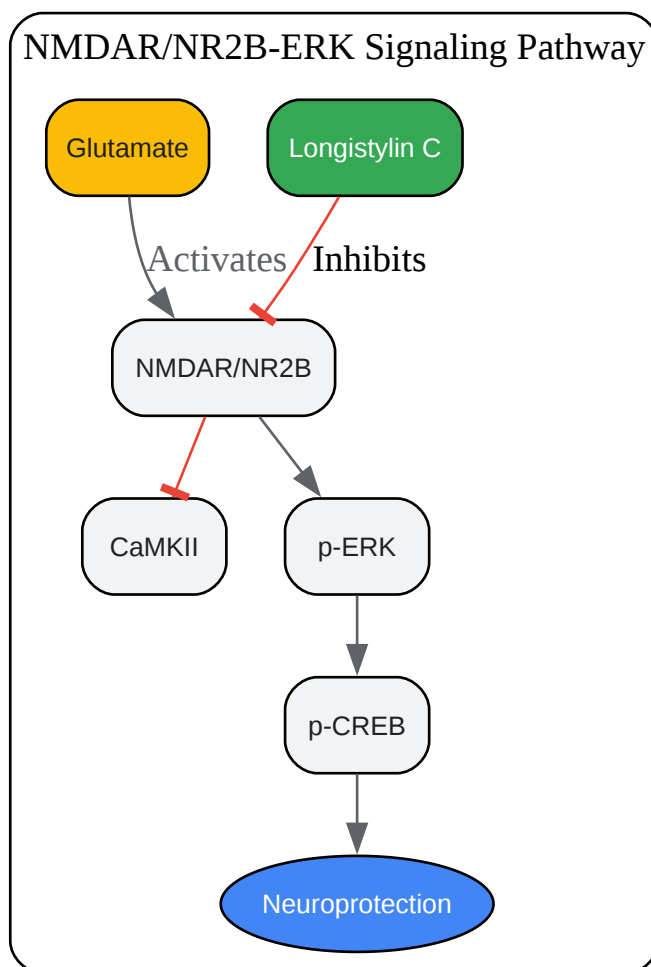 NMDAR/NR2B-ERK Signaling Pathway
Glutamate
Longistylin C
Activates
Inhibits
NMDAR/NR2B
CaMKII
p-ERK
p-CREB
Neuroprotection